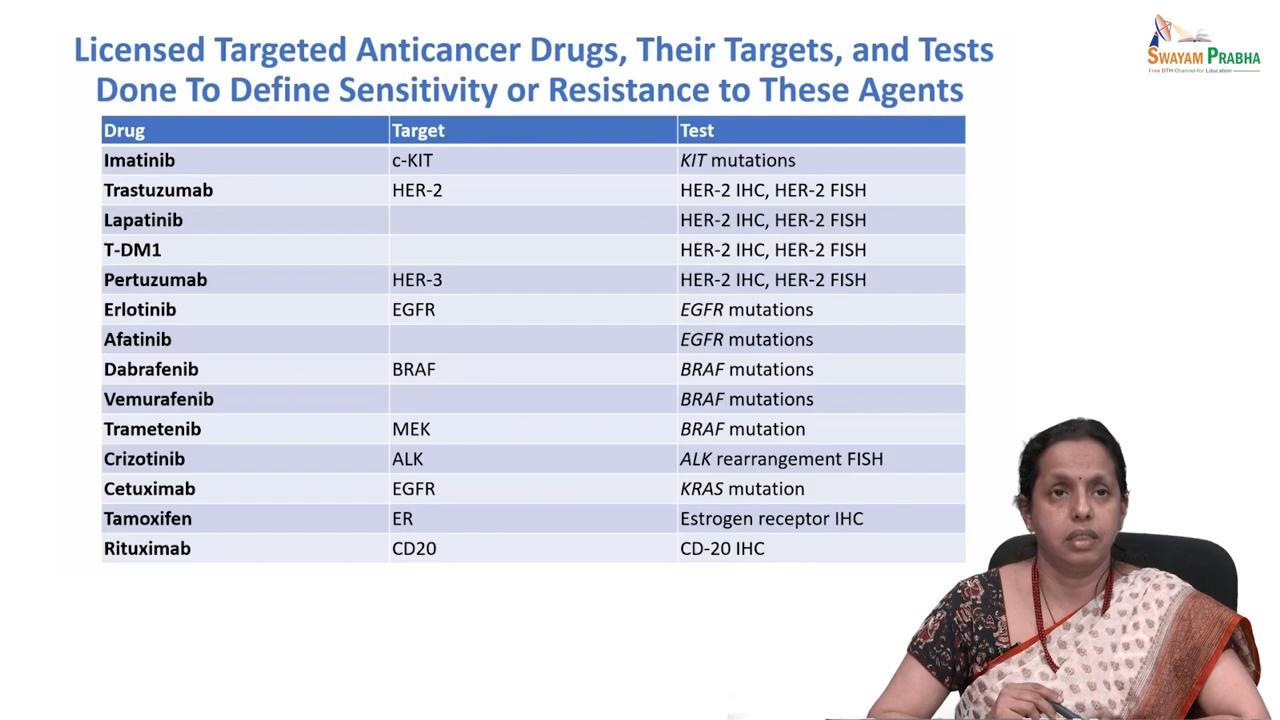 Licensed Targeted Anticancer Drugs, Their Targets, and Tests
Done To Define Sensitivity or Resistance to These Agents
SWAYAM PRABHA
Free DTH Channel for Education
Drug Target Test
Imatinib c-KIT KIT mutations
Trastuzumab HER-2 HER-2 IHC, HER-2 FISH
Lapatinib HER-2 IHC, HER-2 FISH
T-DM1 HER-2 IHC, HER-2 FISH
Pertuzumab HER-3 HER-2 IHC, HER-2 FISH
Erlotinib EGFR EGFR mutations
Afatinib EGFR mutations
Dabrafenib BRAF BRAF mutations
Vemurafenib BRAF mutations
Trametenib MEK BRAF mutation
Crizotinib ALK ALK rearrangement FISH
Cetuximab EGFR KRAS mutation
Tamoxifen ER Estrogen receptor IHC
Rituximab CD20 CD-20 IHC